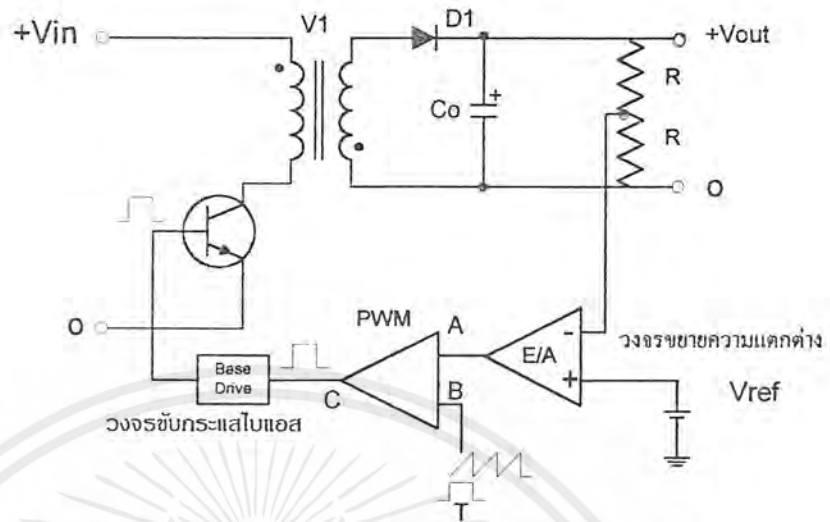 V1
D1
+Vin
+Vout
R
Co
+
R
O
O
PWM
A
E/A
-
+
วงจรขยายความแตกต่าง
Vref
Base
Drive
C
B
วงจรขับกระแสไบแอส
T